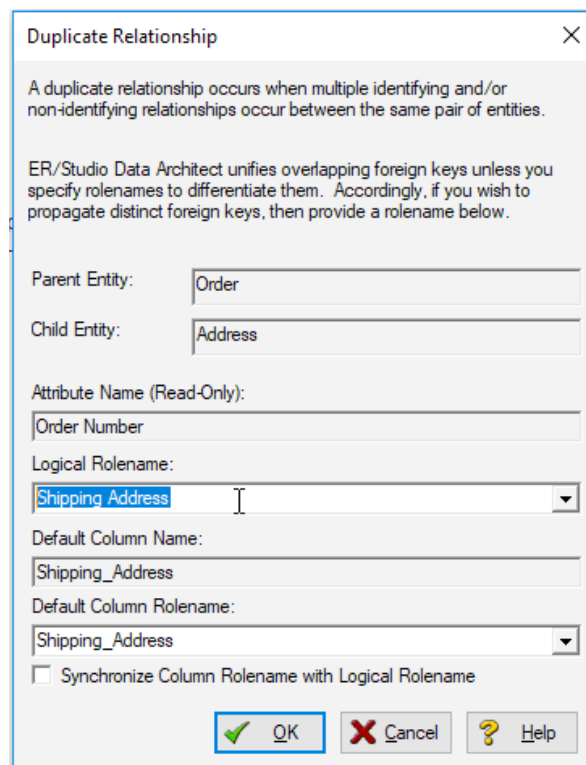 Duplicate Relationship
A duplicate relationship occurs when multiple identifying and/or
non-identifying relationships occur between the same pair of entities.
ER/Studio Data Architect unifies overlapping foreign keys unless you
specify rolenames to differentiate them. Accordingly, if you wish to
propagate distinct foreign keys, then provide a rolename below.
Parent Entity: Order
Child Entity: Address
Attribute Name (Read-Only):
Order Number
Logical Rolename:
Shipping Address
Default Column Name:
Shipping_Address
Default Column Rolename:
Shipping_Address
Synchronize Column Rolename with Logical Rolename
OK Cancel Help